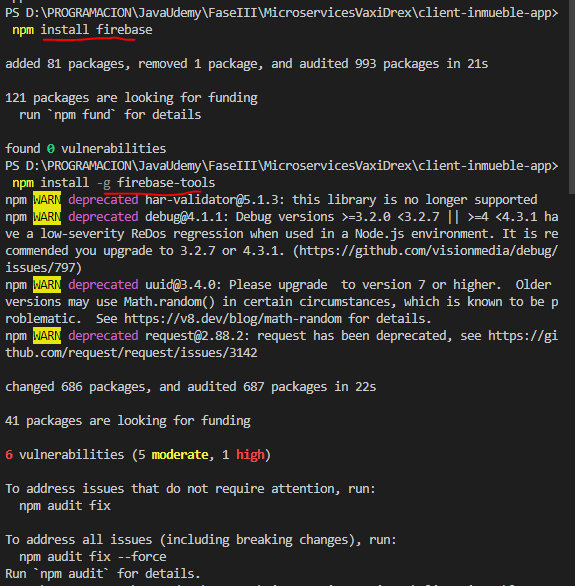 PS D:\PROGRAMACION\JavaUdemy\FaseIII\MicroservicesVaxiDrex\client-inmueble-app>
npm install firebase
added 81 packages, removed 1 package, and audited 993 packages in 21s
121 packages are looking for funding
run `npm fund` for details
found 0 vulnerabilities
PS D:\PROGRAMACION\JavaUdemy\FaseIII\MicroservicesVaxiDrex\client-inmueble-app>
npm install -g firebase-tools
npm WARN deprecated har-validator@5.1.3: this library is no longer supported
npm WARN deprecated debug@4.1.1: Debug versions >=3.2.0 <3.2.7 || >=4 <4.3.1 ha
ve a low-severity ReDos regression when used in a Node.js environment. It is re
commended you upgrade to 3.2.7 or 4.3.1. (https://github.com/visionmedia/debug/
issues/797)
npm WARN deprecated uuid@3.4.0: Please upgrade  to version 7 or higher.  Older
versions may use Math.random() in certain circumstances, which is known to be p
roblematic.  See https://v8.dev/blog/math-random for details.
npm WARN deprecated request@2.88.2: request has been deprecated, see https://gi
thub.com/request/request/issues/3142
changed 686 packages, and audited 687 packages in 22s
41 packages are looking for funding
6 vulnerabilities (5 moderate, 1 high)
To address issues that do not require attention, run:
npm audit fix
To address all issues (including breaking changes), run:
npm audit fix --force
Run `npm audit` for details.